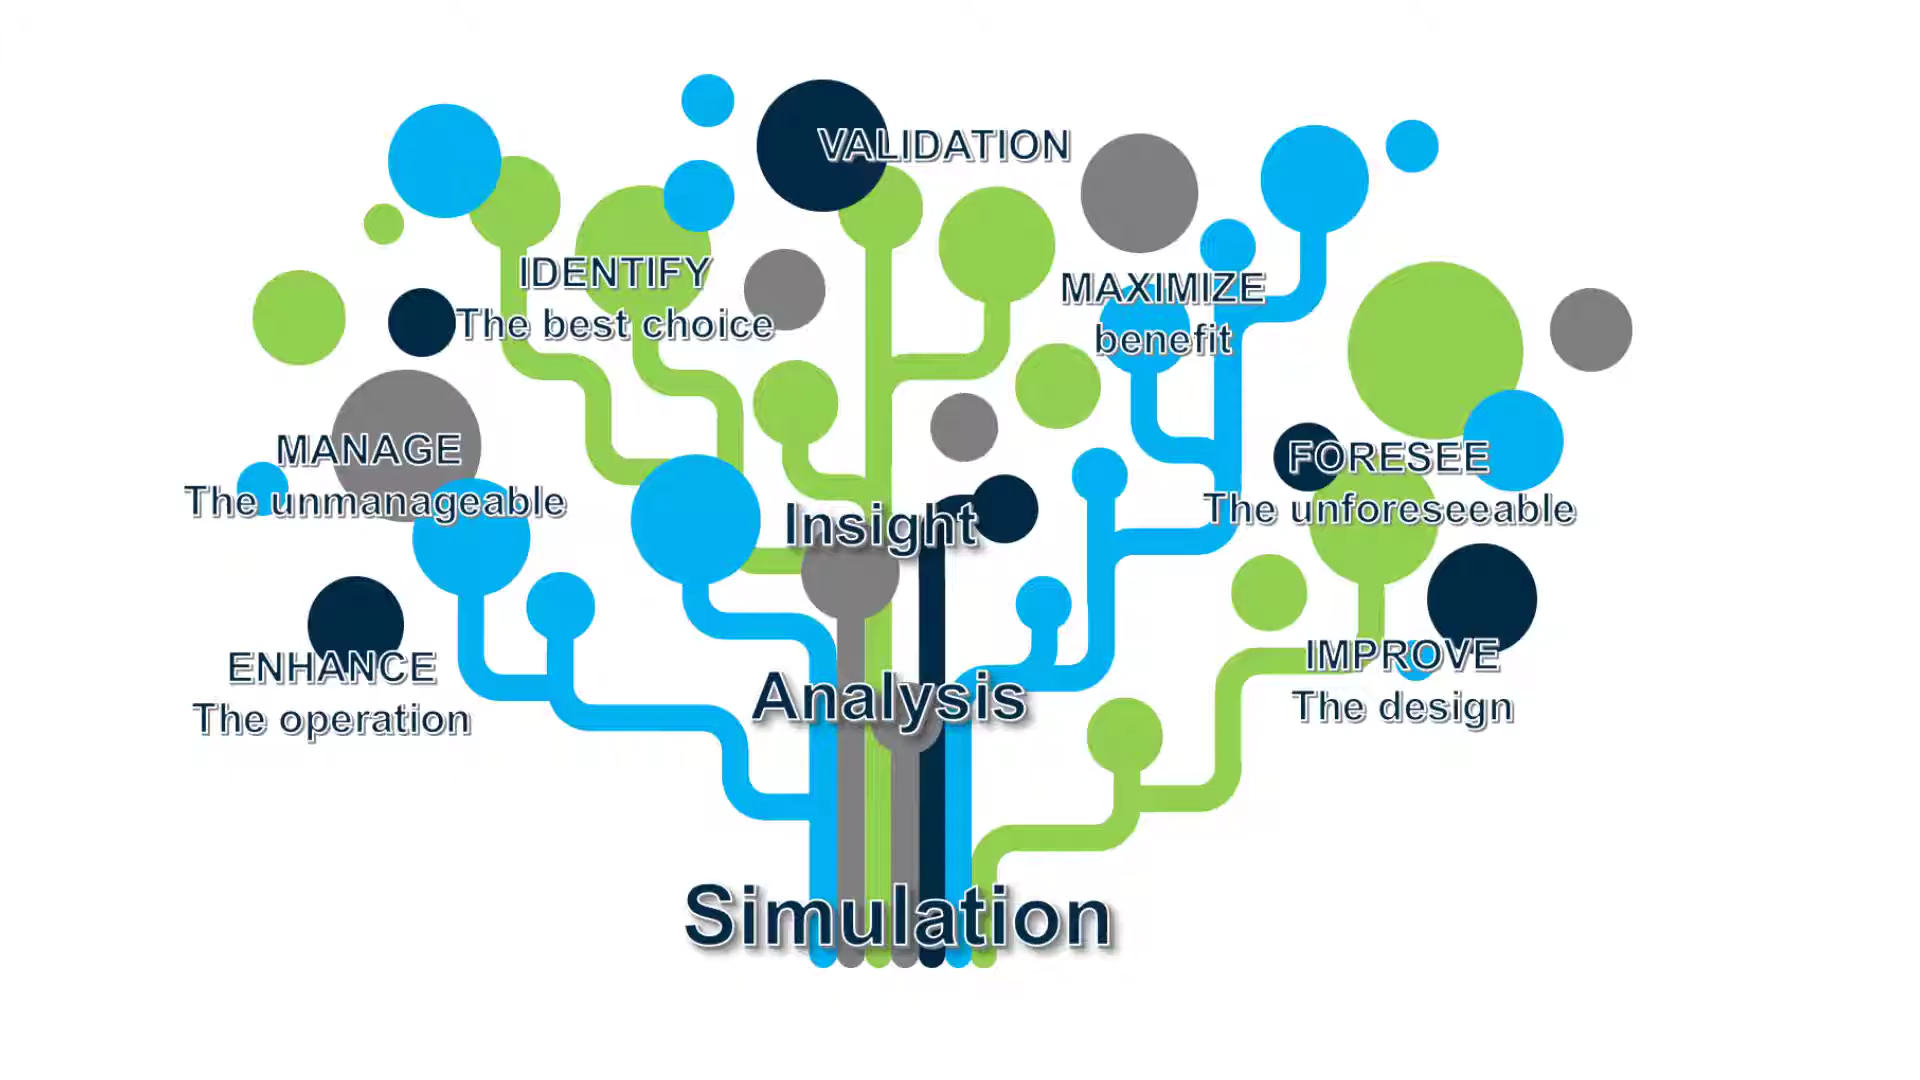 VALIDATION
IDENTIFY
The best choice
MAXIMIZE
benefit
MANAGE
The unmanageable
FORESEE
The unforeseeable
Insight
ENHANCE
The operation
IMPROVE
The design
Analysis
Simulation